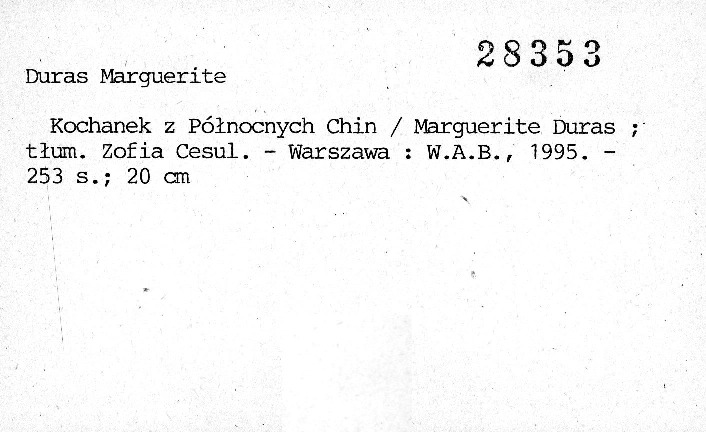 28353
Duras Marguerite
Kochanek z Północnych Chin / Marguerite Duras ;
tłum. Zofia Cesul. - Warszawa : W.A.B., 1995. -
253 s.; 20 cm